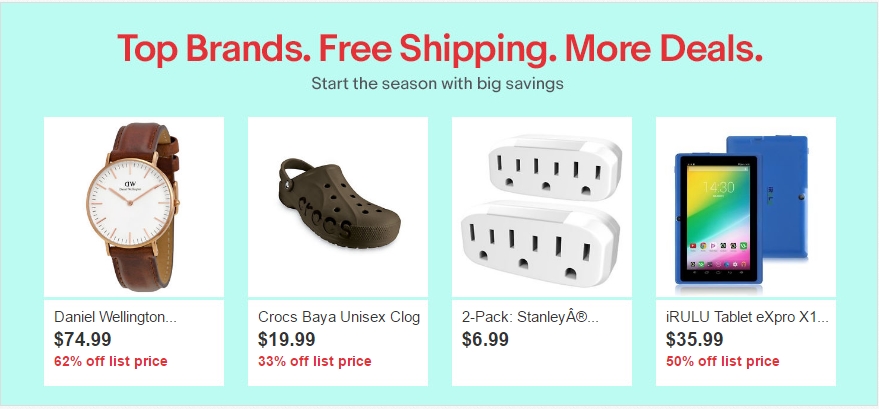 Top Brands. Free Shipping. More Deals.
Start the season with big savings
DW
Daniel Wellington
crocs
14:30
Daniel Wellington...
$74.99
62% off list price
Crocs Baya Unisex Clog
$19.99
33% off list price
2-Pack: StanleyÂ®...
$6.99
iRULU Tablet eXpro X1...
$35.99
50% off list price